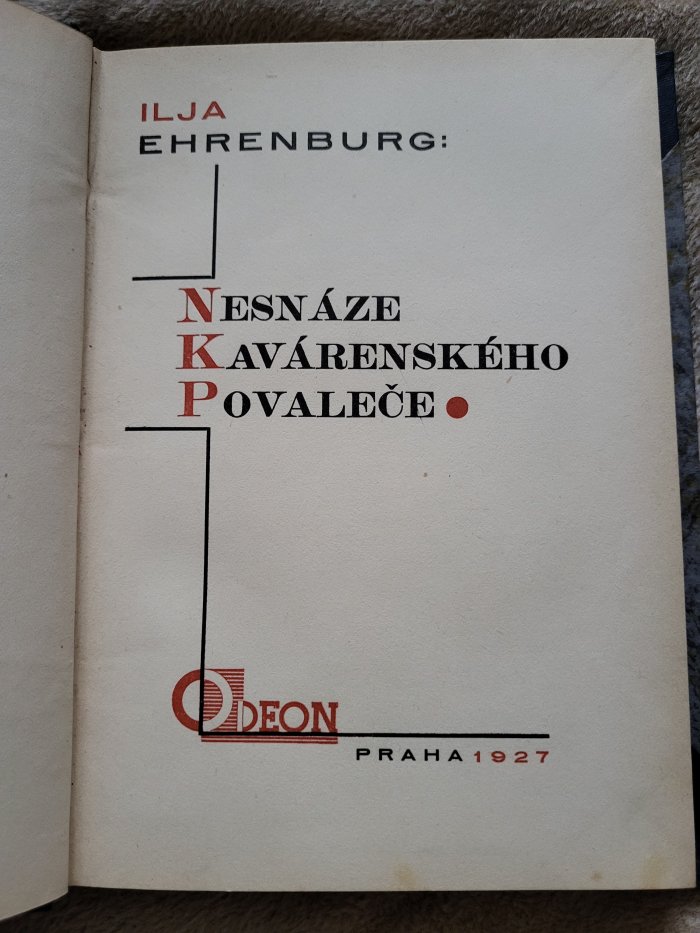 ILJA
EHRENBURG:
NESNÁZE
KAVÁRENSKÉHO
POVALEČE
ODEON
PRAHA 1927